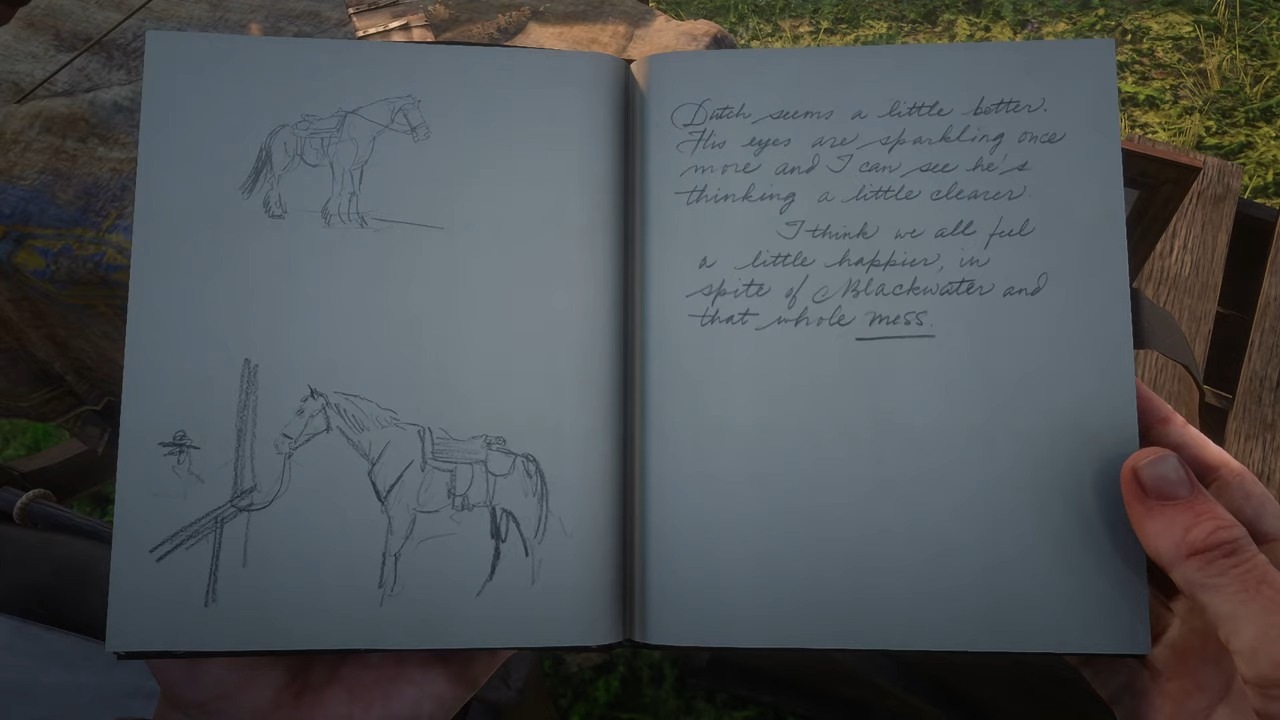 Dutch seems a little better.
His eyes are sparkling once
more and I can see he's
thinking a little clearer.
I think we all feel
a little happier, in
spite of Blackwater and
that whole mess.